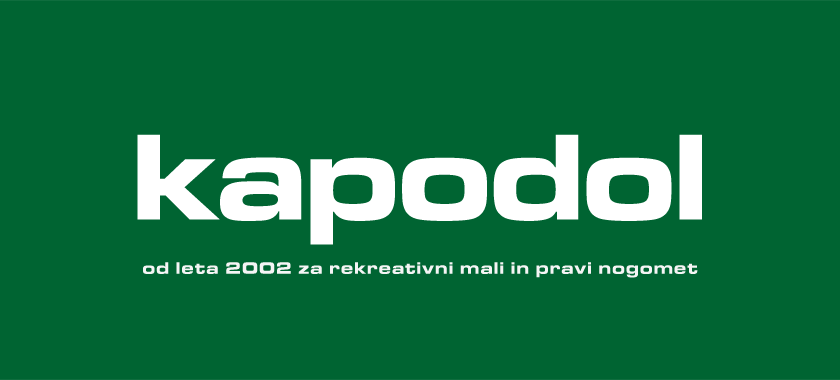 kapodol
od leta 2002 za rekreativni mali in pravi nogomet